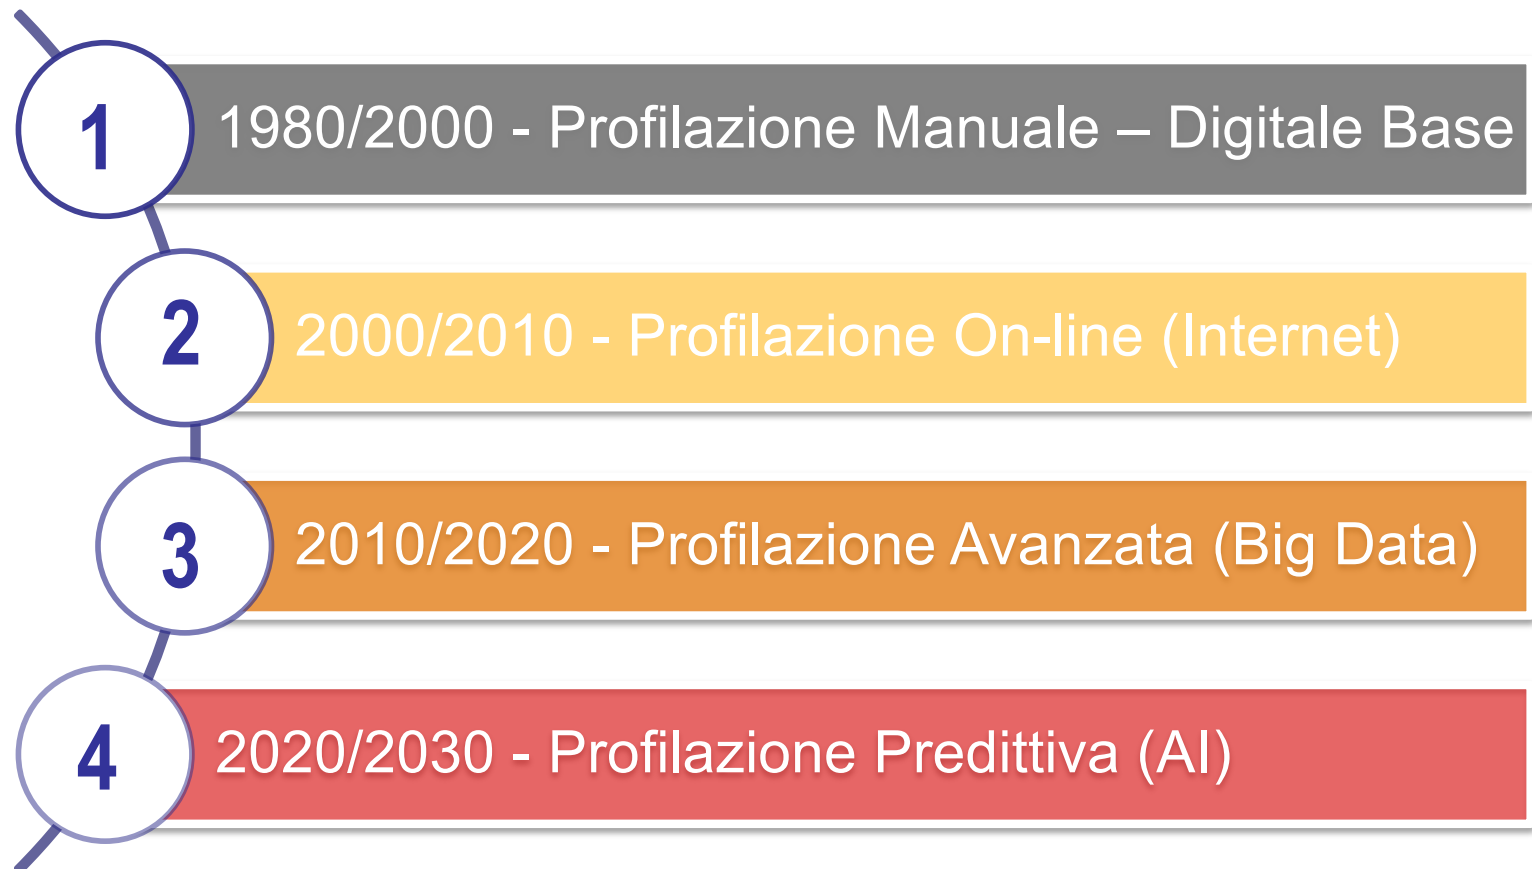 1
1980/2000 - Profilazione Manuale – Digitale Base
2
2000/2010 - Profilazione On-line (Internet)
3
2010/2020 - Profilazione Avanzata (Big Data)
4
2020/2030 - Profilazione Predittiva (AI)